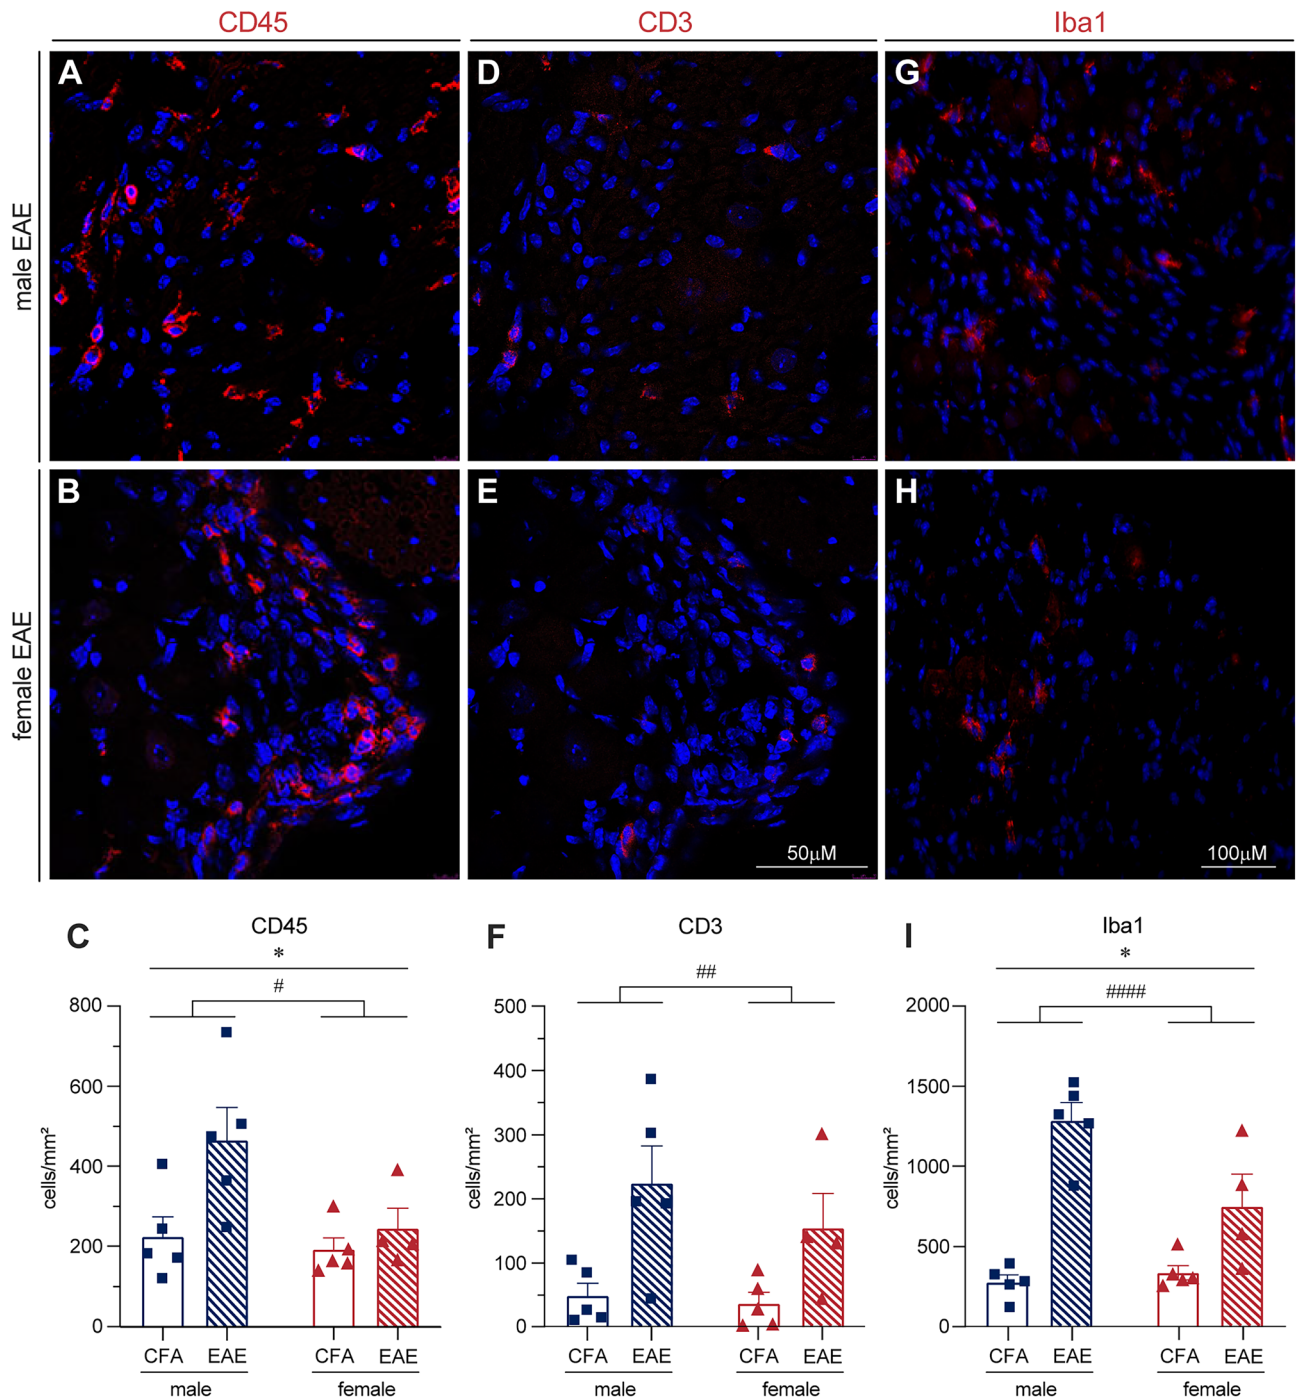 CD45 CD3 Iba1
A D G
male EAE
B E H
female EAE
50µM 100µM
C CD45 F CD3 I Iba1
* ## *
# ####
cells/mm²
800
600
400
200
0
CFA EAE CFA EAE
male female
cells/mm²
500
400
300
200
100
0
CFA EAE CFA EAE
male female
cells/mm²
2000
1500
1000
500
0
CFA EAE CFA EAE
male female